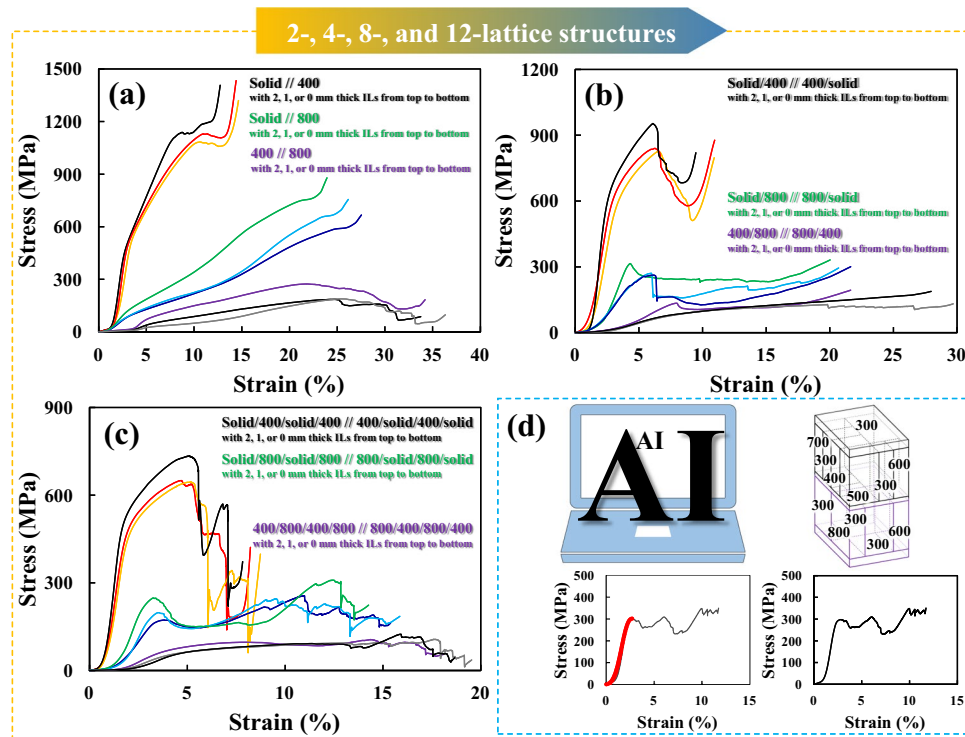 2-, 4-, 8-, and 12-lattice structures
(a)
Solid // 400
with 2, 1, or 0 mm thick ILs from top to bottom
Solid // 800
with 2, 1, or 0 mm thick ILs from top to bottom
400 // 800
with 2, 1, or 0 mm thick ILs from top to bottom
Stress (MPa)
1500
1200
900
600
300
0
0 5 10 15 20 25 30 35 40
Strain (%)
(b)
Solid/400 // 400/solid
with 2, 1, or 0 mm thick ILs from top to bottom
Solid/800 // 800/solid
with 2, 1, or 0 mm thick ILs from top to bottom
400/800 // 800/400
with 2, 1, or 0 mm thick ILs from top to bottom
Stress (MPa)
1200
900
600
300
0
0 5 10 15 20 25 30
Strain (%)
(c)
Solid/400/solid/400 // 400/solid/400/solid
with 2, 1, or 0 mm thick ILs from top to bottom
Solid/800/solid/800 // 800/solid/800/solid
with 2, 1, or 0 mm thick ILs from top to bottom
400/800/400/800 // 800/400/800/400
with 2, 1, or 0 mm thick ILs from top to bottom
Stress (MPa)
900
600
300
0
0 5 10 15 20
Strain (%)
(d)
AI
AI
300
700
300
600
400
300
500
300
300
800
600
300
Stress (MPa)
500
400
300
200
100
0
0 5 10 15
Strain (%)
Stress (MPa)
500
400
300
200
100
0
0 5 10 15
Strain (%)